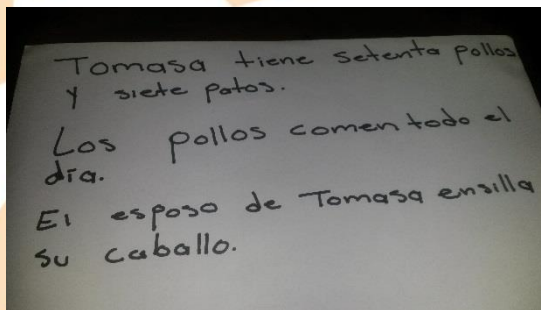 Tomasa tiene setenta pollos
y siete patos.
Los pollos comen todo el
día.
El esposo de Tomasa ensilla
su caballo.